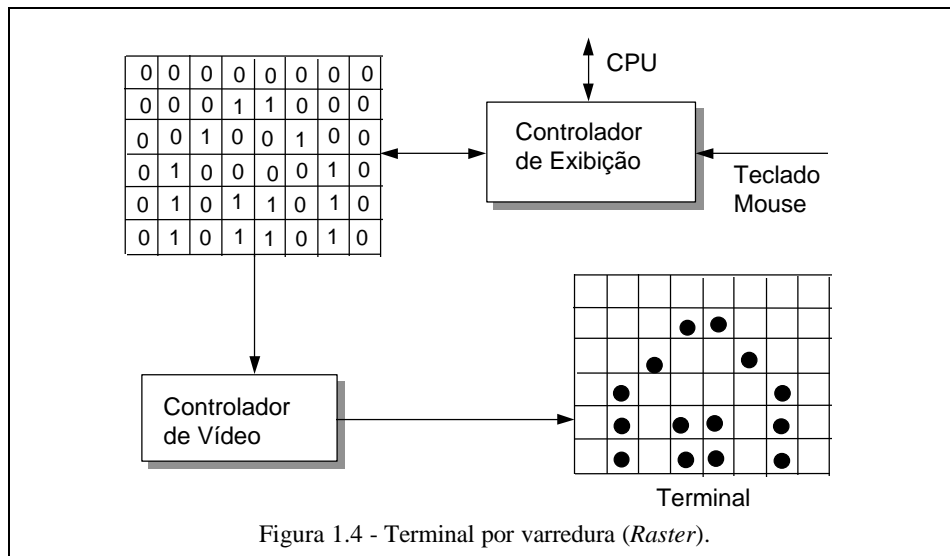 0 0 0 0 0 0 0 0
0 0 0 1 1 0 0 0
0 0 1 0 0 1 0 0
0 1 0 0 0 0 1 0
0 1 0 1 1 0 1 0
0 1 0 1 1 0 1 0
CPU
Controlador
de Exibição
Teclado
Mouse
Controlador
de Vídeo
Terminal
Figura 1.4 - Terminal por varredura (Raster).